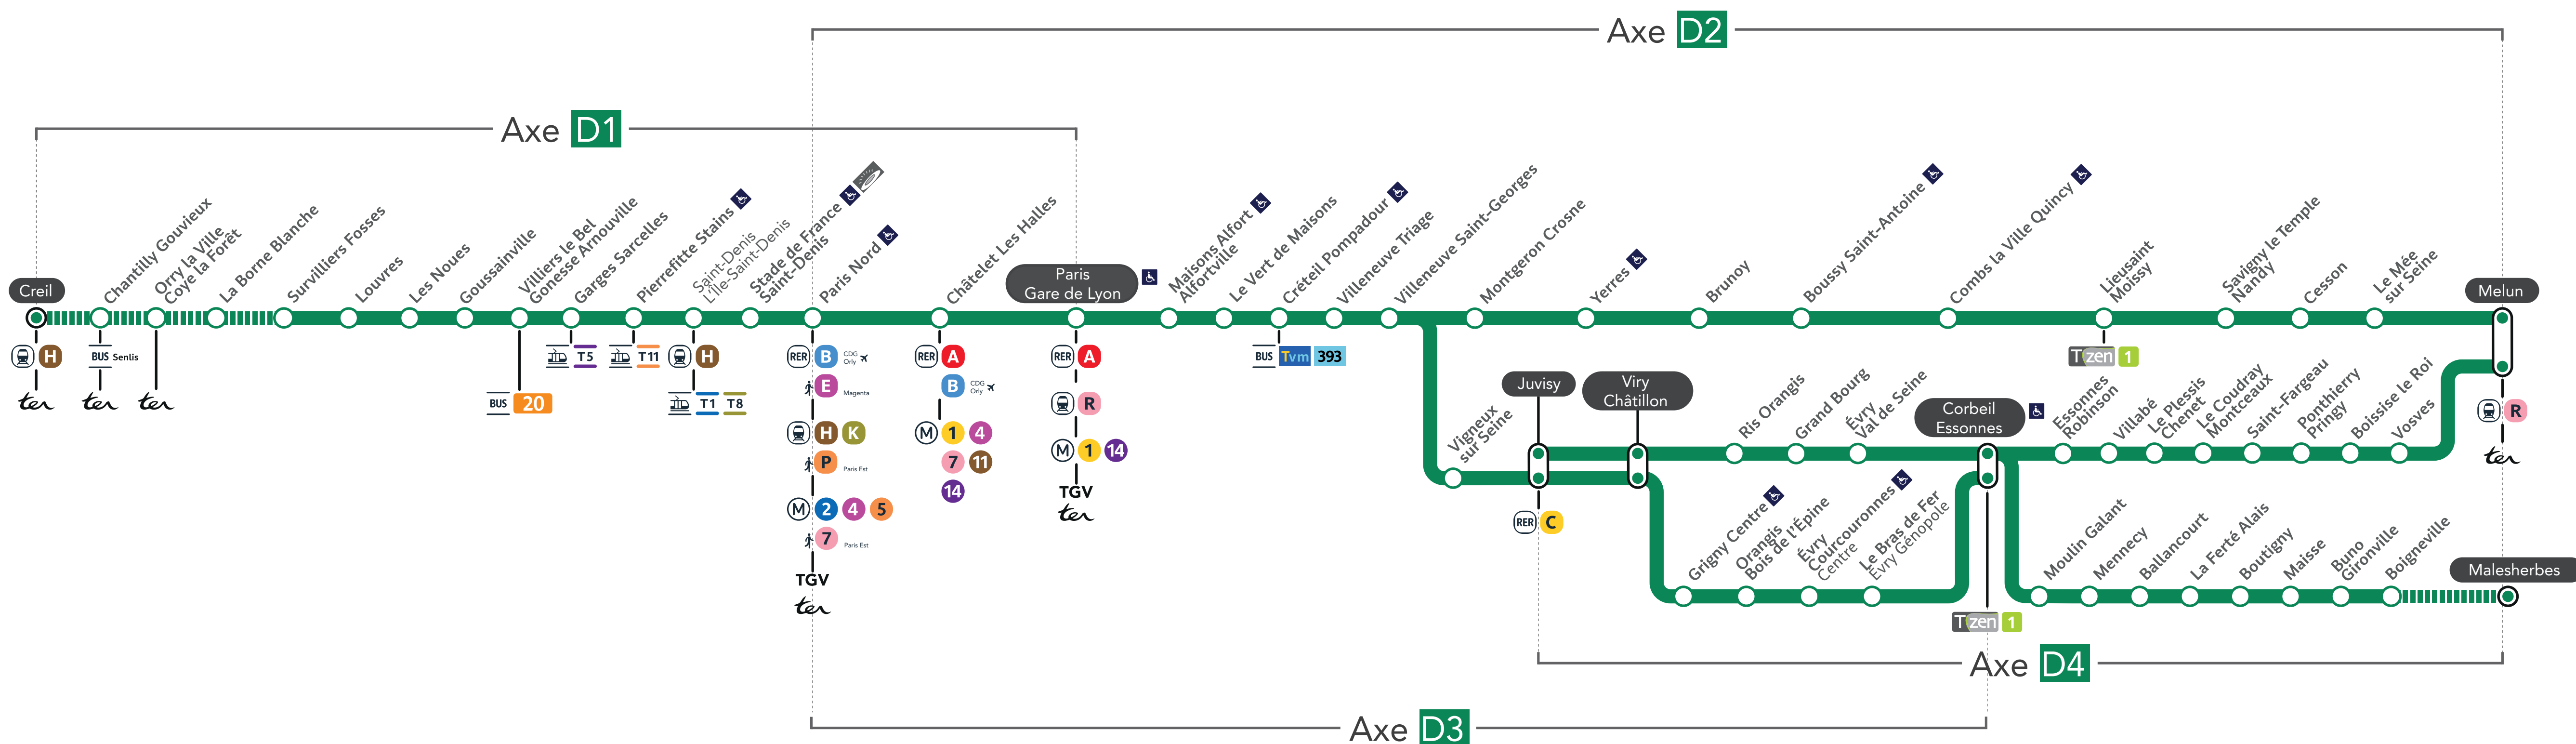 Axe D2
Axe D1
Creil
Chantilly Gouvieux
Orry la Ville
Coye la Forêt
La Borne Blanche
Survilliers Fosses
Louvres
Les Noues
Goussainville
Villiers le Bel
Gonesse Arnouville
Garges Sarcelles
Pierrefitte Stains
Saint-Denis
L'Île-Saint-Denis
Stade de France
Saint-Denis
Paris Nord
Châtelet Les Halles
Paris
Gare de Lyon
Maisons Alfort
Alfortville
Le Vert de Maisons
Créteil Pompadour
Villeneuve Triage
Villeneuve Saint-Georges
Montgeron Crosne
Yerres
Brunoy
Boussy Saint-Antoine
Combs la Ville Quincy
Lieusaint
Moissy
Savigny le Temple
Nandy
Cesson
Le Mée
sur Seine
Melun
H
ter
BUS Senlis
ter
ter
BUS 20
T5
T11
H
T1 T8
RER B CDG
Orly
E Magenta
H K
P Paris Est
M 2 4 5
7 Paris Est
TGV
ter
RER A
B CDG
Orly
M 1 4
7 11
14
RER A
R
M 1 14
TGV
ter
BUS Tvm 393
Tzen 1
R
ter
Vigneux
sur Seine
Juvisy
RER C
Viry
Châtillon
Ris Orangis
Grand Bourg
Évry
Val de Seine
Corbeil
Essonnes
Tzen 1
Essonnes
Robinson
Villabé
Le Plessis
Chenet
Le Coudray
Montceaux
Saint-Fargeau
Ponthierry
Pringy
Boissise le Roi
Vosves
Grigny Centre
Orangis
Bois de l'Épine
Évry
Courcouronnes
Centre
Le Bras de Fer
Évry Génopole
Moulin Galant
Mennecy
Ballancourt
La Ferté Alais
Boutigny
Maisse
Buno
Gironville
Boigneville
Malesherbes
Axe D4
Axe D3